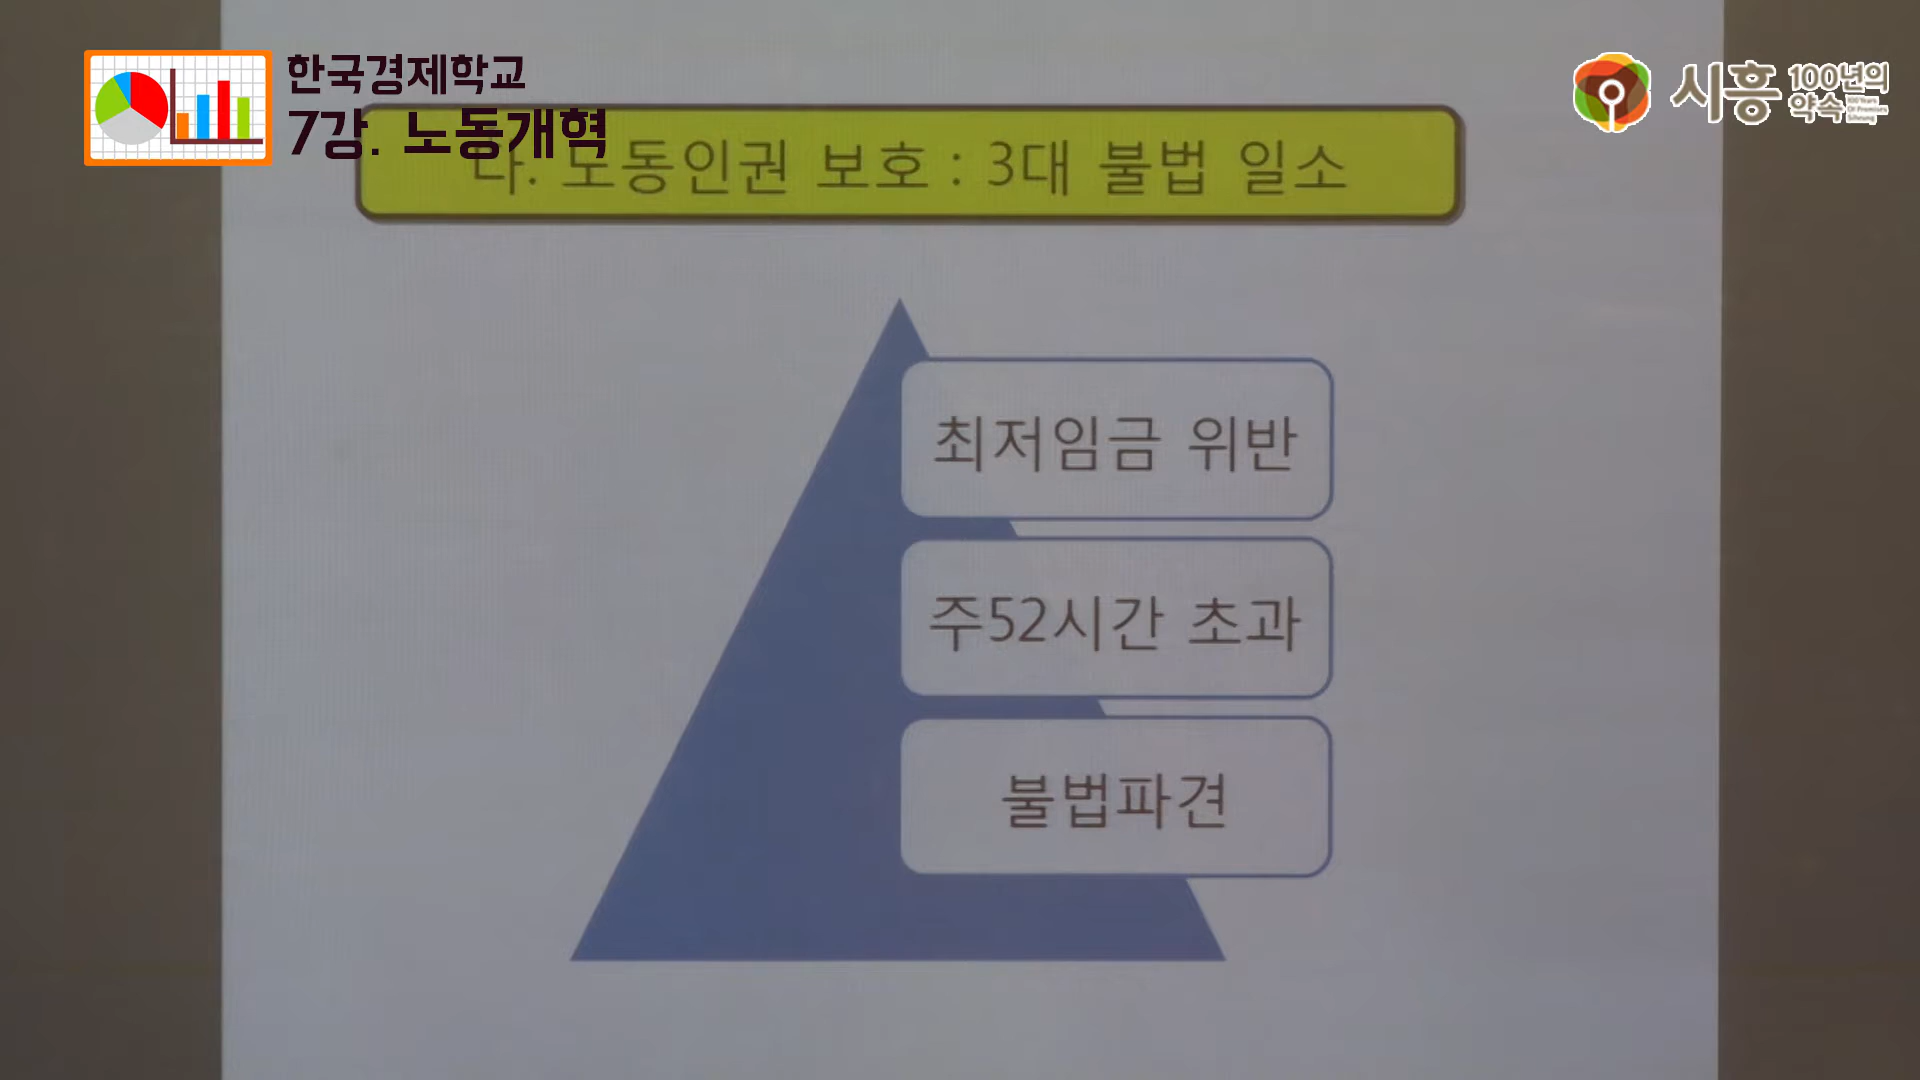 한국경제학교
7강. 노동개혁
시흥 100년의
약속
노동인권 보호 : 3대 불법 일소
최저임금 위반
주52시간 초과
불법파견